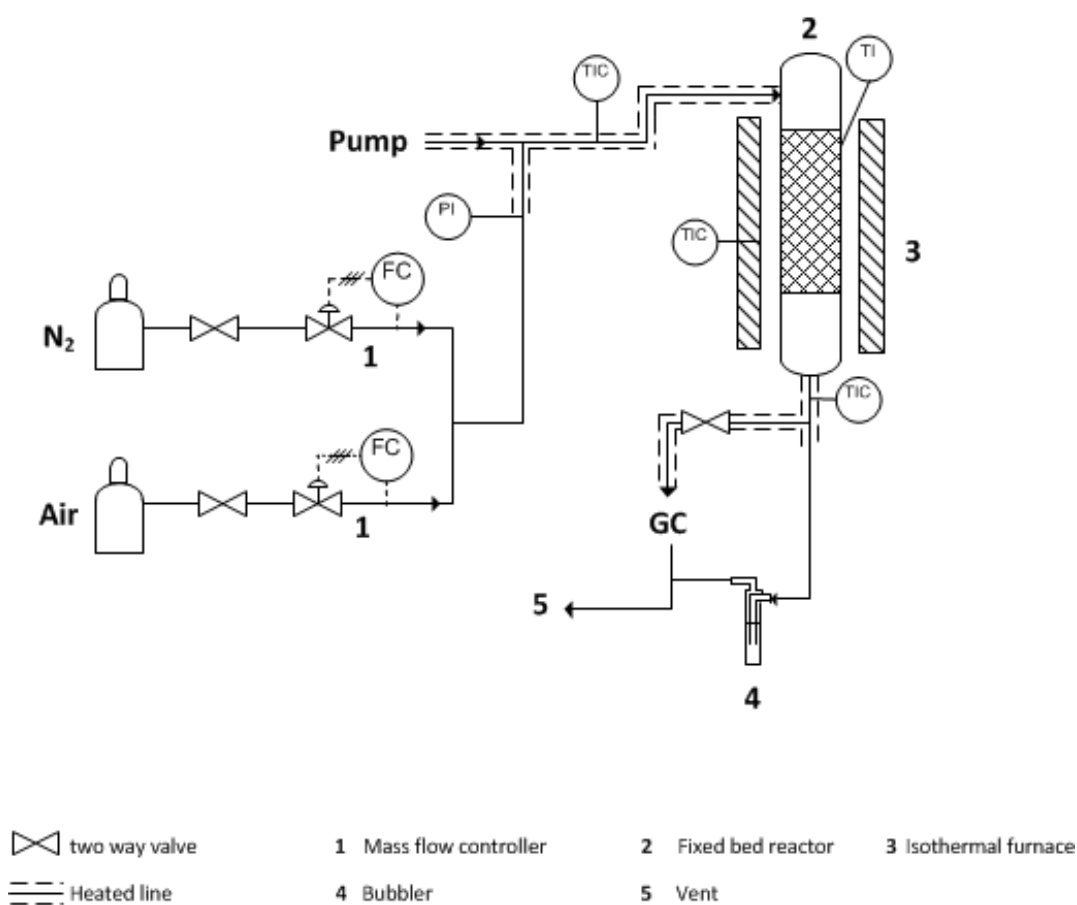 2
TI
TIC
Pump
PI
TIC
3
FC
N₂
1
TIC
FC
Air
1
GC
5
4
two way valve 1 Mass flow controller 2 Fixed bed reactor 3 Isothermal furnace
Heated line 4 Bubbler 5 Vent